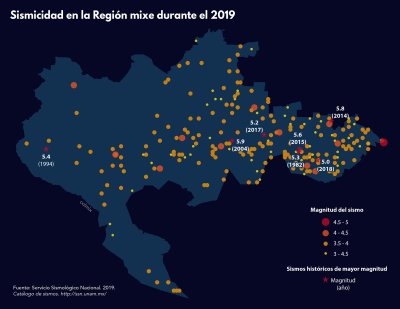 Sismicidad en la Región mixe durante el 2019
5.8
(2014)
5.2
(2017)
5.6
(2015)
5.9
(2004)
5.4
(1994)
5.3
(1982)
5.0
(2018)
Magnitud del sismo
4.5 - 5
4 - 4.5
3.5 - 4
3 - 4.5
Sismos históricos de mayor magnitud
Magnitud
(año)
Fuente: Servicio Sismológico Nacional. 2019.
Catálogo de sismos. http://ssn.unam.mx/